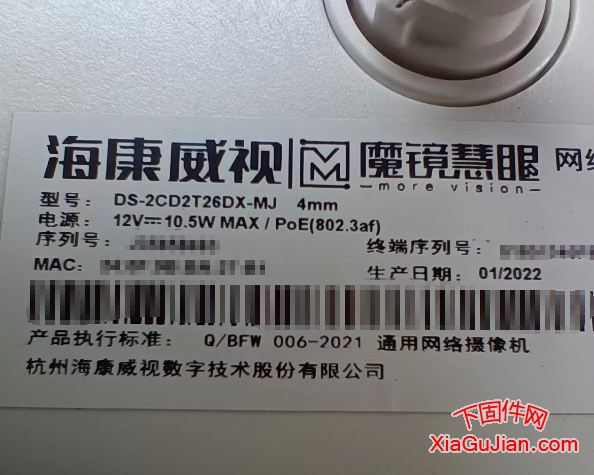 海康威视 魔镜慧眼 网络
more vision
型号： DS-2CD2T26DX-MJ 4mm
电源： 12V⎓10.5W MAX / PoE(802.3af)
序列号： 终端序列号：
MAC: 生产日期： 01/2022
产品执行标准： Q/BFW 006-2021 通用网络摄像机
杭州海康威视数字技术股份有限公司
下固件网
XiaGuJian.com